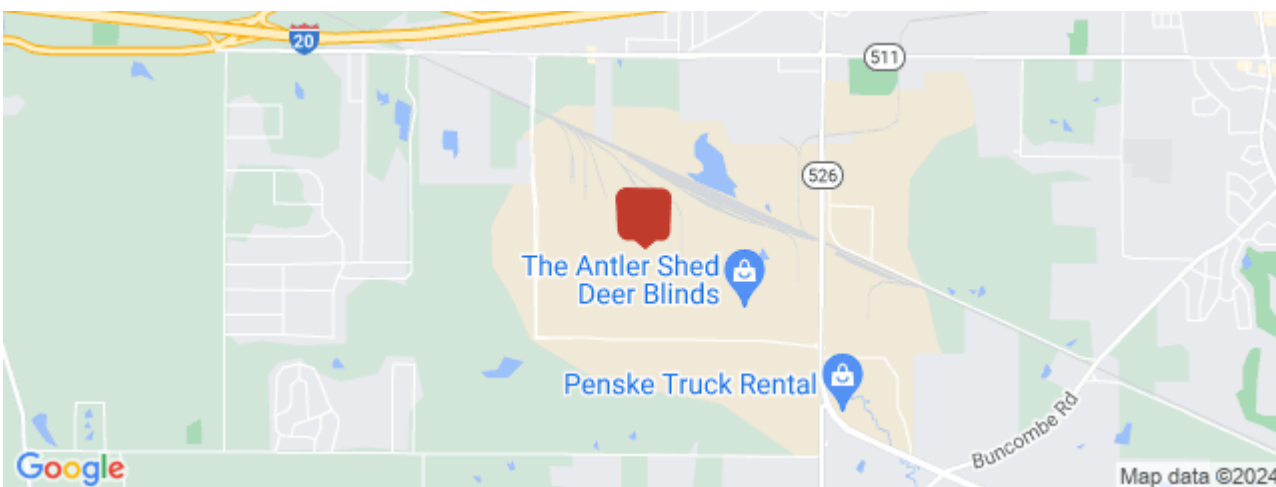 20
511
526
The Antler Shed
Deer Blinds
Penske Truck Rental
Buncombe Rd
Google
Map data ©2024